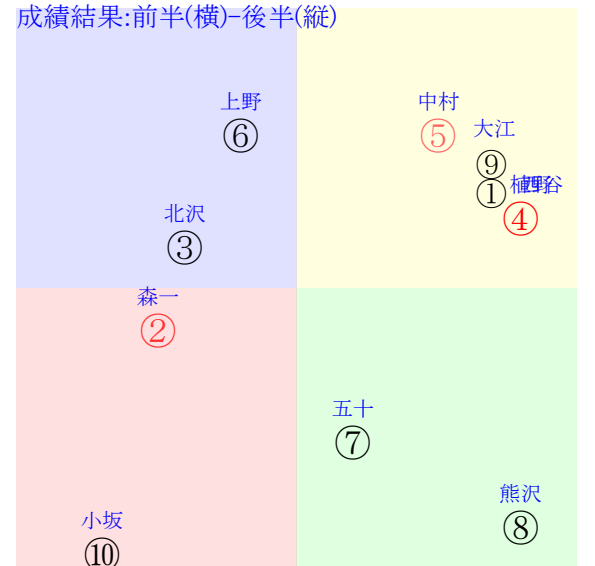 成績結果:前半(横)-後半(縦)
上野
⑥
中村
⑤
大江
⑨
①
④
北沢
③
森一
②
五十
⑦
熊沢
⑧
小坂
⑩